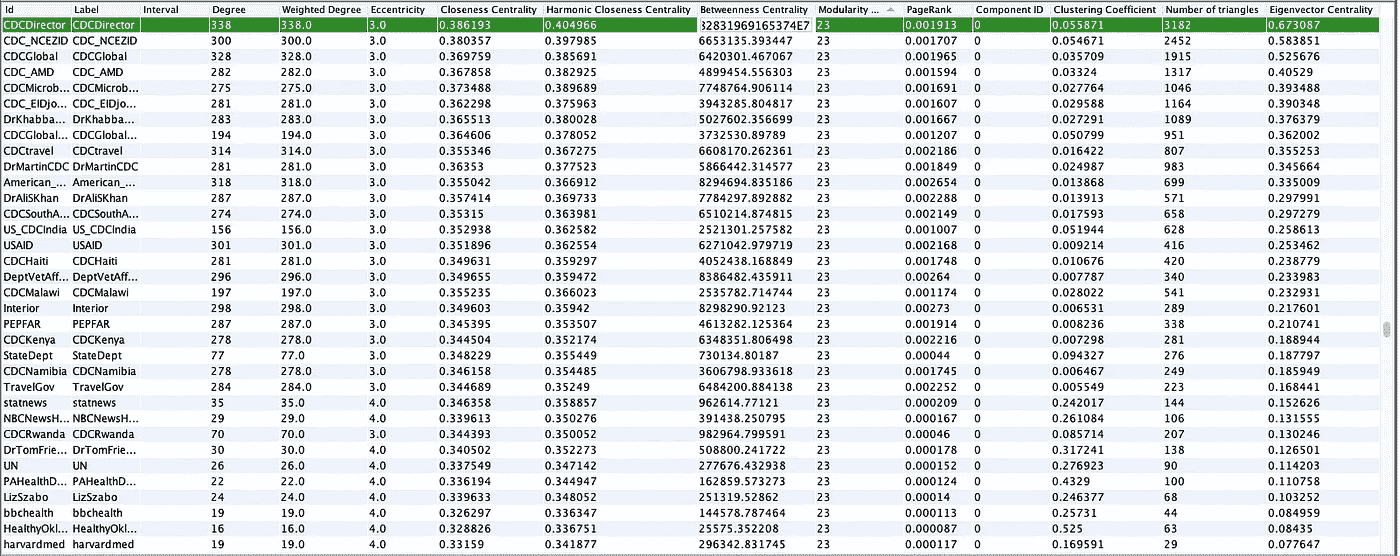 Id Label Interval Degree Weighted Degree Eccentricity Closeness Centrality Harmonic Closeness Centrality Betweenness Centrality Modularity ... PageRank Component ID Clustering Coefficient Number of triangles Eigenvector Centrality
CDCDirector CDCDirector 338 338.0 3.0 0.386193 0.404966 32831969165374E7 23 0.001913 0 0.055871 3182 0.673087
CDC_NCEZID CDC_NCEZID 300 300.0 3.0 0.380357 0.397985 6653135.393447 23 0.001707 0 0.054671 2452 0.583851
CDCGlobal CDCGlobal 328 328.0 3.0 0.369759 0.385691 6420301.467067 23 0.001965 0 0.035709 1915 0.525676
CDC_AMD CDC_AMD 282 282.0 3.0 0.367858 0.382925 4899454.556303 23 0.001594 0 0.03324 1317 0.40529
CDCMicrob... CDCMicrob... 275 275.0 3.0 0.373488 0.389689 7748764.906114 23 0.001691 0 0.027764 1046 0.393488
CDC_EIDjo... CDC_EIDjo... 281 281.0 3.0 0.362298 0.375963 3943285.804817 23 0.001607 0 0.029588 1164 0.390348
DrKhabba... DrKhabba... 283 283.0 3.0 0.365513 0.380028 5027602.356699 23 0.001667 0 0.027291 1089 0.376379
CDCGlobal... CDCGlobal... 194 194.0 3.0 0.364606 0.378052 3732530.89789 23 0.001207 0 0.050799 951 0.362002
CDCtravel CDCtravel 314 314.0 3.0 0.355346 0.367275 6608170.262361 23 0.002186 0 0.016422 807 0.355253
DrMartinCDC DrMartinCDC 281 281.0 3.0 0.36353 0.377523 5866442.314577 23 0.001849 0 0.024987 983 0.345664
American_... American_... 318 318.0 3.0 0.355042 0.366912 8294694.835186 23 0.002654 0 0.013868 699 0.335009
DrAliSKhan DrAliSKhan 287 287.0 3.0 0.357414 0.369733 7784297.892882 23 0.002288 0 0.013913 571 0.297991
CDCSouthA... CDCSouthA... 274 274.0 3.0 0.35315 0.363981 6510214.874815 23 0.002149 0 0.017593 658 0.297279
US_CDCIndia US_CDCIndia 156 156.0 3.0 0.352938 0.362582 2521301.257582 23 0.001007 0 0.051944 628 0.258613
USAID USAID 301 301.0 3.0 0.351896 0.362554 6271042.979719 23 0.002168 0 0.009214 416 0.253462
CDCHaiti CDCHaiti 281 281.0 3.0 0.349631 0.359297 4052438.168849 23 0.001748 0 0.010676 420 0.238779
DeptVetAff... DeptVetAff... 296 296.0 3.0 0.349655 0.359472 8386482.435911 23 0.00264 0 0.007787 340 0.233983
CDCMalawi CDCMalawi 197 197.0 3.0 0.355235 0.366023 2535782.714744 23 0.001174 0 0.028022 541 0.232931
Interior Interior 298 298.0 3.0 0.349603 0.35942 8298290.92123 23 0.00273 0 0.006531 289 0.217601
PEPFAR PEPFAR 287 287.0 3.0 0.345395 0.353507 4613282.125364 23 0.001914 0 0.008236 338 0.210741
CDCKenya CDCKenya 278 278.0 3.0 0.344504 0.352174 6348351.806498 23 0.002216 0 0.007298 281 0.188944
StateDept StateDept 77 77.0 3.0 0.348229 0.355449 730134.80187 23 0.00044 0 0.094327 276 0.187797
CDCNamibia CDCNamibia 278 278.0 3.0 0.346158 0.354485 3606798.933618 23 0.001745 0 0.006467 249 0.185949
TravelGov TravelGov 284 284.0 3.0 0.344689 0.35249 6484200.884138 23 0.002252 0 0.005549 223 0.168441
statnews statnews 35 35.0 4.0 0.346358 0.358857 962614.77121 23 0.000209 0 0.242017 144 0.152626
NBCNewsH... NBCNewsH... 29 29.0 4.0 0.339613 0.350276 391438.250795 23 0.000167 0 0.261084 106 0.131555
CDCRwanda CDCRwanda 70 70.0 3.0 0.344393 0.350052 982964.799591 23 0.00046 0 0.085714 207 0.130246
DrTomFrie... DrTomFrie... 30 30.0 4.0 0.340502 0.352273 508800.241722 23 0.000178 0 0.317241 138 0.126501
UN UN 26 26.0 4.0 0.337549 0.347142 277676.432938 23 0.000152 0 0.276923 90 0.114203
PAHealthD... PAHealthD... 22 22.0 4.0 0.336194 0.344947 162859.573273 23 0.000124 0 0.4329 100 0.110758
LizSzabo LizSzabo 24 24.0 4.0 0.339633 0.348052 251319.52862 23 0.00014 0 0.246377 68 0.103252
bbchealth bbchealth 19 19.0 4.0 0.326297 0.336347 144578.787464 23 0.000113 0 0.25731 44 0.084959
HealthyOkl... HealthyOkl... 16 16.0 4.0 0.328826 0.336751 25575.352208 23 0.000087 0 0.525 63 0.08435
harvardmed harvardmed 19 19.0 4.0 0.33159 0.341877 296342.831745 23 0.000117 0 0.169591 29 0.077647